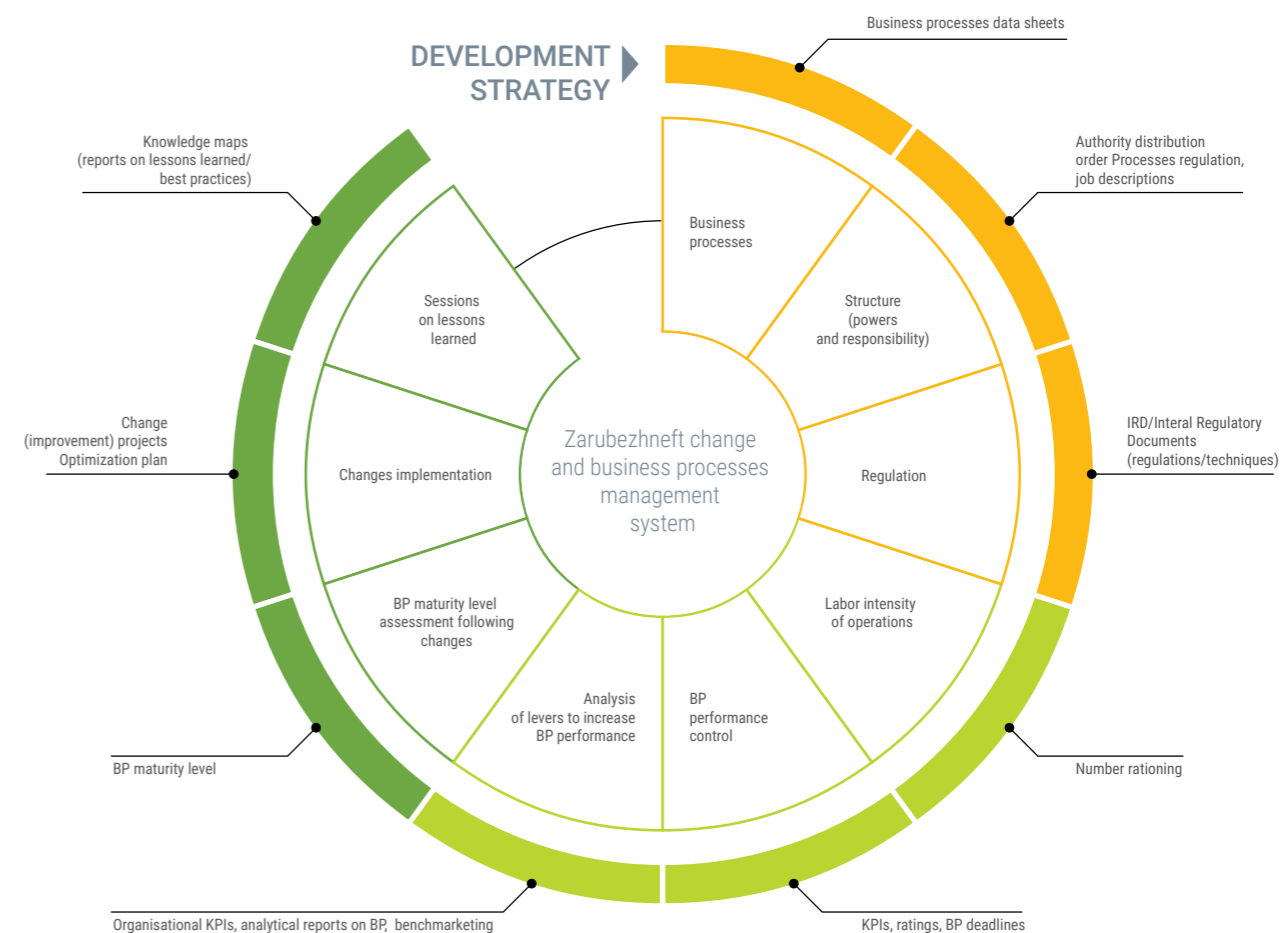 Business processes data sheets
DEVELOPMENT
STRATEGY
Knowledge maps
(reports on lessons learned/
best practices)
Authority distribution
order Processes regulation,
job descriptions
Business
processes
Sessions
on lessons
learned
Structure
(powers
and responsibility)
Change
(improvement) projects
Optimization plan
Changes implementation
Zarubezhneft change
and business processes
management
system
Regulation
IRD/Interal Regulatory
Documents
(regulations/techniques)
BP maturity level
assessment following
changes
Labor intensity
of operations
Analysis
of levers to increase
BP performance
BP
performance
control
BP maturity level
Number rationing
Organisational KPIs, analytical reports on BP, benchmarketing
KPIs, ratings, BP deadlines